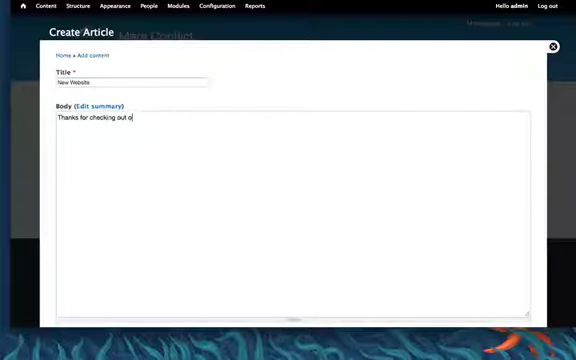 Content Structure Appearance People Modules Configuration Reports Hello admin Log out
Create Article
Home » Add content
Title *
New Website
Body (Edit summary)
Thanks for checking out o